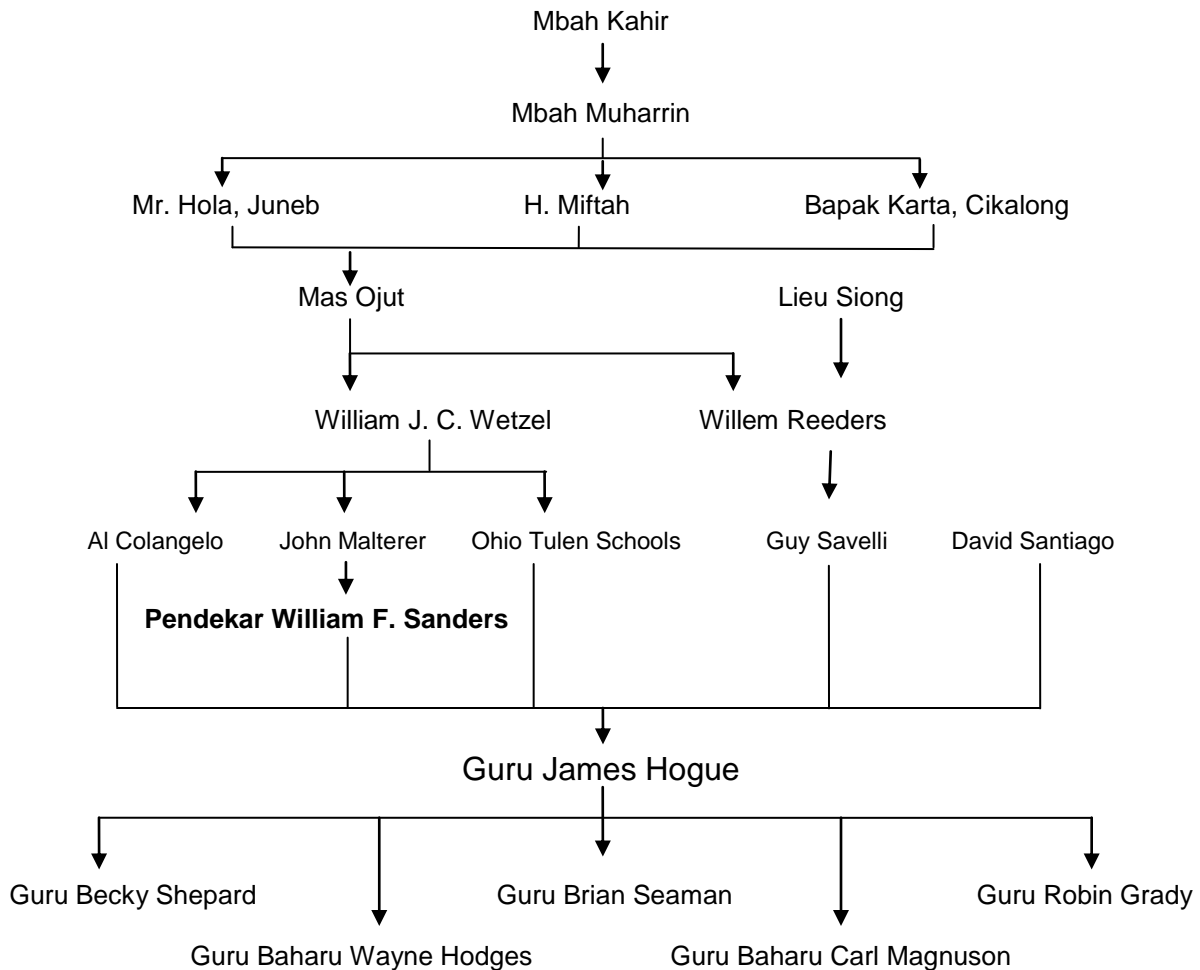 Mbah Kahir
Mbah Muharrin
Mr. Hola, Juneb
H. Miftah
Bapak Karta, Cikalong
Mas Ojut
Lieu Siong
William J. C. Wetzel
Willem Reeders
Al Colangelo
John Malterer
Ohio Tulen Schools
Guy Savelli
David Santiago
Pendekar William F. Sanders
Guru James Hogue
Guru Becky Shepard
Guru Brian Seaman
Guru Robin Grady
Guru Baharu Wayne Hodges
Guru Baharu Carl Magnuson